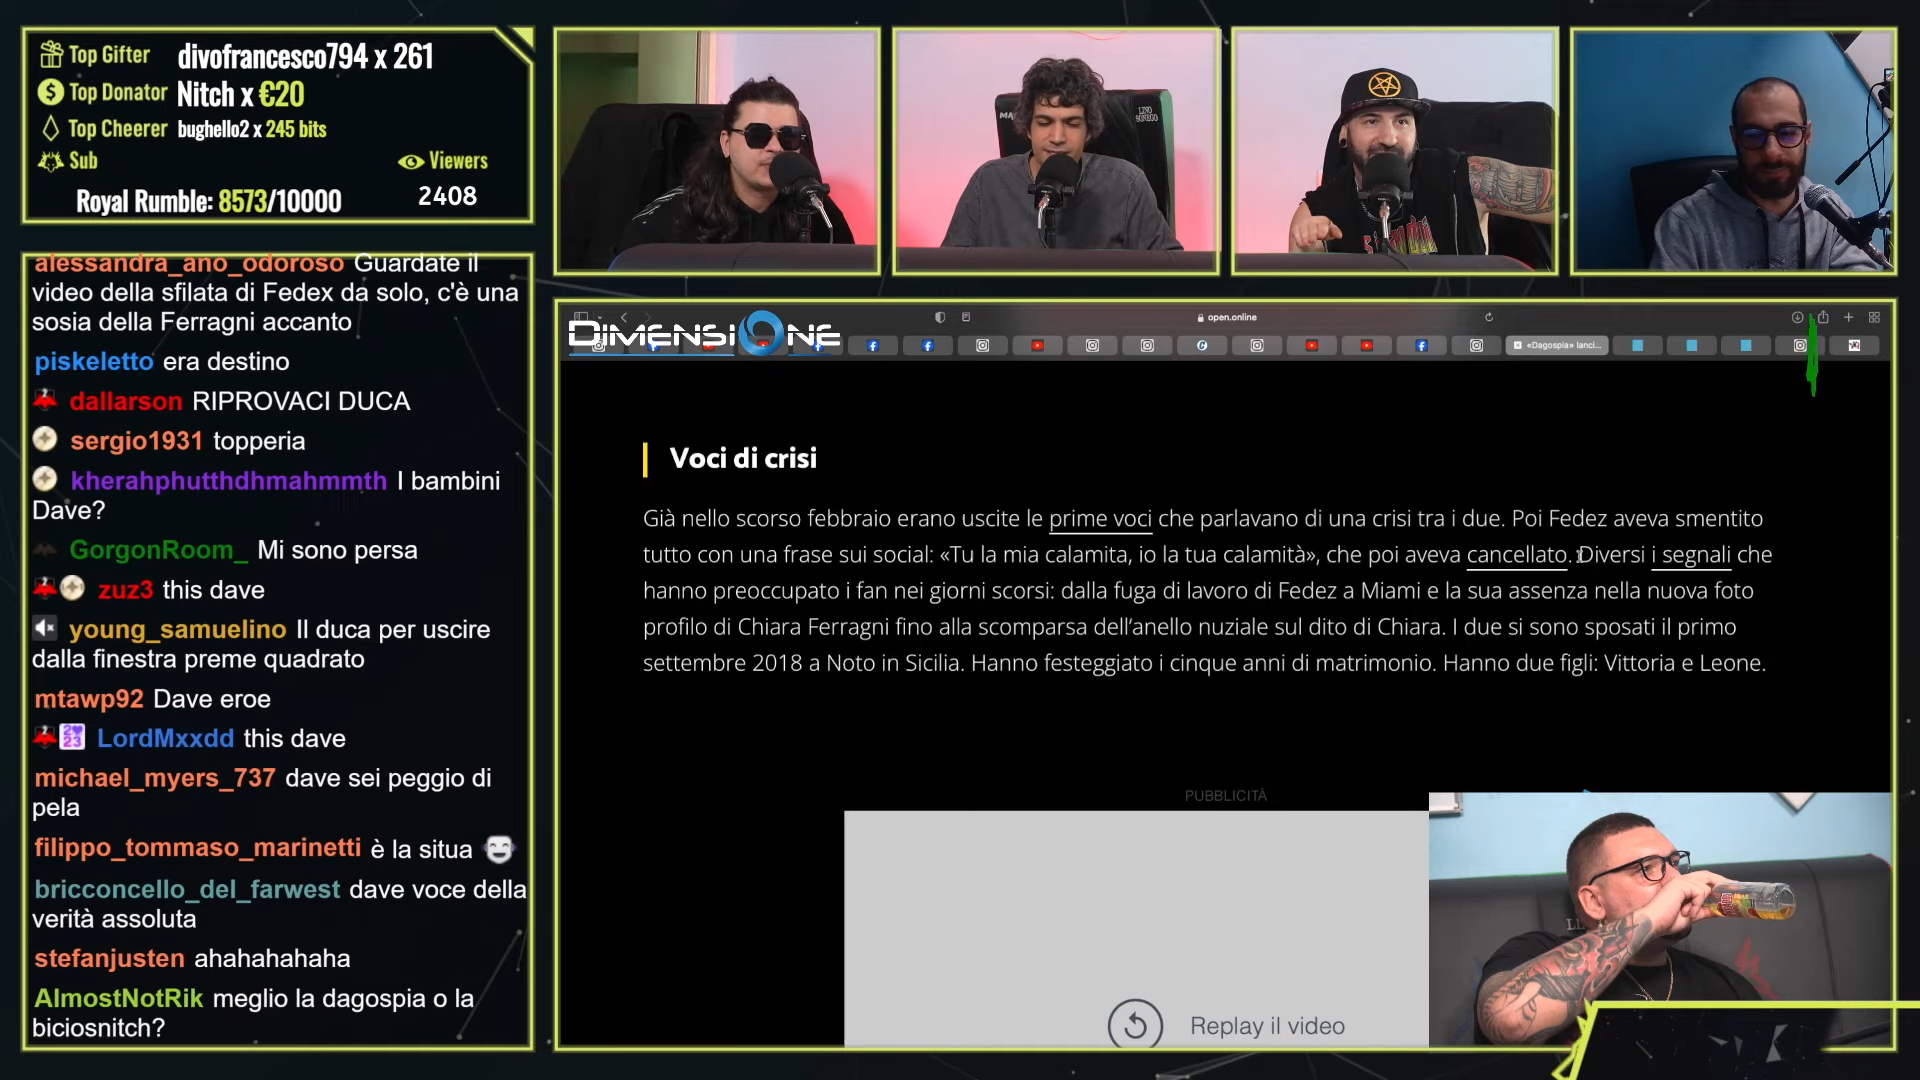 Top Gifter divofrancesco794 x 261
Top Donator Nitch x €20
Top Cheerer bughello2 x 245 bits
Sub
Viewers
Royal Rumble: 8573/10000
2408
alessandra_ano_odoroso Guardate il
video della sfilata di Fedex da solo, c'è una
sosia della Ferragni accanto
piskeletto era destino
dallarson RIPROVACI DUCA
sergio1931 topperia
kherahphutthdhmahmmth I bambini
Dave?
GorgonRoom_ Mi sono persa
zuz3 this dave
young_samuelino Il duca per uscire
dalla finestra preme quadrato
mtawp92 Dave eroe
LordMxxdd this dave
michael_myers_737 dave sei peggio di
pela
filippo_tommaso_marinetti è la situa
bricconcello_del_farwest dave voce della
verità assoluta
stefanjusten ahahahahaha
AlmostNotRik meglio la dagospia o la
biciosnitch?
LINO
SONEGO
DIMENSIONE
open.online
«Dagospia» lanci...
Voci di crisi
Già nello scorso febbraio erano uscite le prime voci che parlavano di una crisi tra i due. Poi Fedez aveva smentito
tutto con una frase sui social: «Tu la mia calamita, io la tua calamità», che poi aveva cancellato. Diversi i segnali che
hanno preoccupato i fan nei giorni scorsi: dalla fuga di lavoro di Fedez a Miami e la sua assenza nella nuova foto
profilo di Chiara Ferragni fino alla scomparsa dell'anello nuziale sul dito di Chiara. I due si sono sposati il primo
settembre 2018 a Noto in Sicilia. Hanno festeggiato i cinque anni di matrimonio. Hanno due figli: Vittoria e Leone.
PUBBLICITÀ
Replay il video